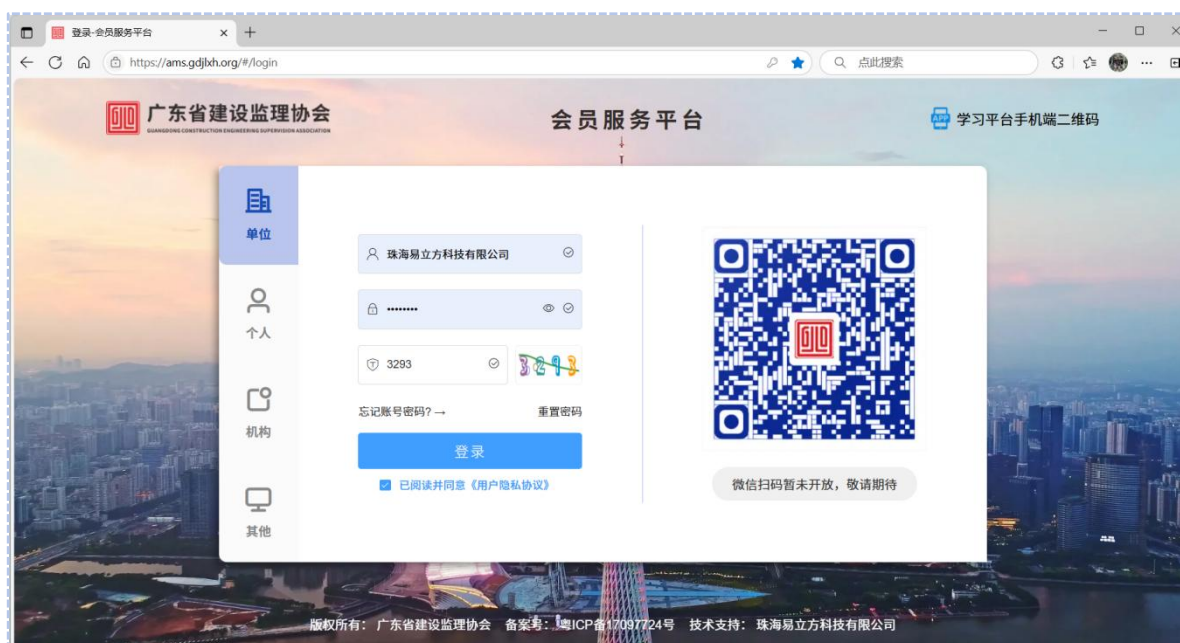 登录-会员服务平台
https://ams.gdjlxh.org/#/login
点此搜索
广东省建设监理协会
GUANGDONG CONSTRUCTION ENGINEERING SUPERVISION ASSOCIATION
会员服务平台
APP
学习平台手机端二维码
单位
个人
机构
其他
珠海易立方科技有限公司
••••••••
3293
3293
忘记账号密码?→
重置密码
登录
已阅读并同意《用户隐私协议》
微信扫码暂未开放，敬请期待
版权所有： 广东省建设监理协会 备案号： 粤ICP备17097724号 技术支持： 珠海易立方科技有限公司